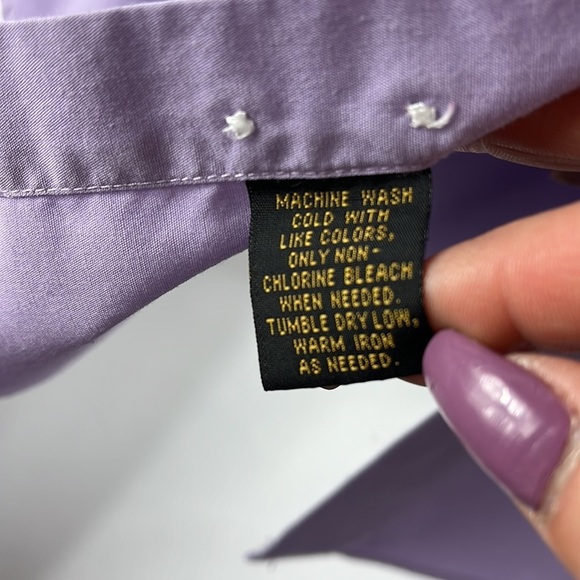 MACHINE WASH
COLD WITH
LIKE COLORS,
ONLY NON-
CHLORINE BLEACH
WHEN NEEDED.
TUMBLE DRY LOW,
WARM IRON
AS NEEDED.